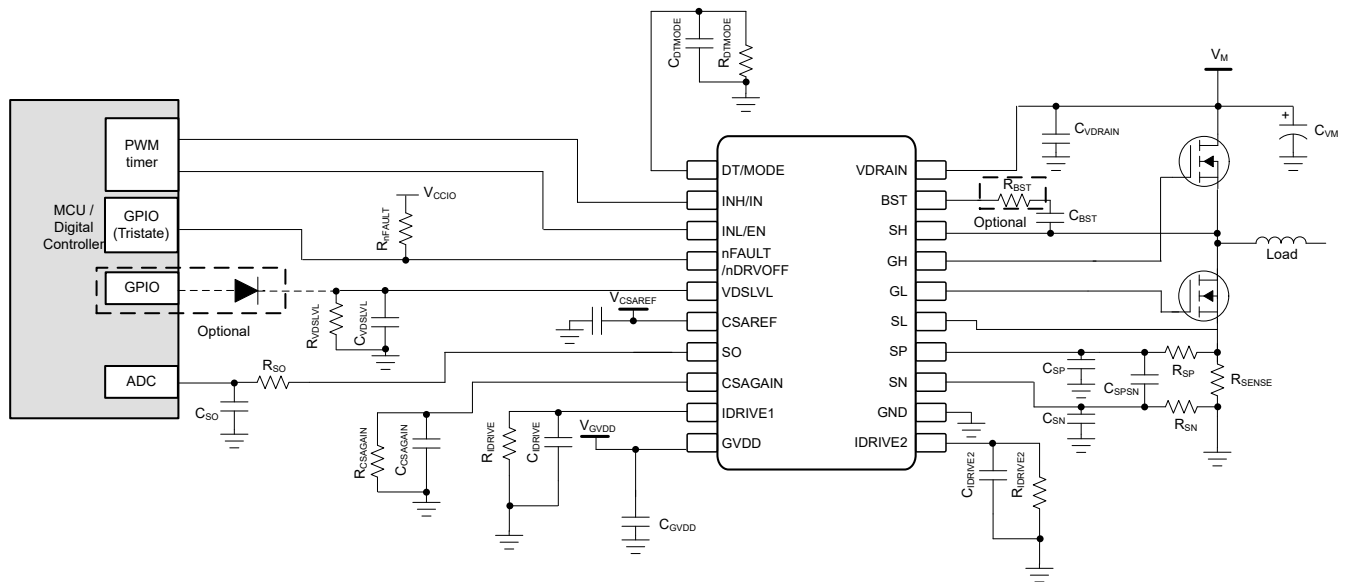 CDTMODE
RDTMODE
VM
CVDRAIN
+
CVM
PWM
timer
MCU /
Digital
Controller
GPIO
(Tristate)
GPIO
Optional
ADC
VCCIO
RnFAULT
RVDSLVL
CVDSLVL
VCSAREF
RSO
CSO
RCSAGAIN
CCSAGAIN
RIDRIVE
CIDRIVE
VGVDD
CGVDD
DT/MODE
INH/IN
INL/EN
nFAULT
/nDRVOFF
VDSLVL
CSAREF
SO
CSAGAIN
IDRIVE1
GVDD
VDRAIN
BST
SH
GH
GL
SL
SP
SN
GND
IDRIVE2
RBST
Optional
CBST
Load
CSP
CSPSN
RSP
RSENSE
CSN
RSN
CIDRIVE2
RIDRIVE2